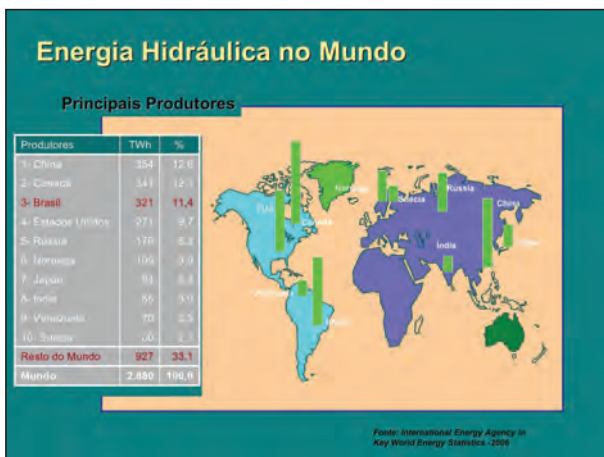 Energia Hidráulica no Mundo
Principais Produtores
Produtores TWh %
1- China 354 12,6
2- Canadá 341 12,1
3- Brasil 321 11,4
4- Estados Unidos 271 9,7
5- Rússia
6- Noruega
7- Japão
8- Índia
9- Venezuela 70 2,5
10- Suécia
Resto do Mundo 927 33,1
Mundo 100,0
Noruega
Suécia
Rússia
China
EUA
Canadá
Índia
Japão
Venezuela
Brasil
Fonte: International Energy Agency in
Key World Energy Statistics -2006